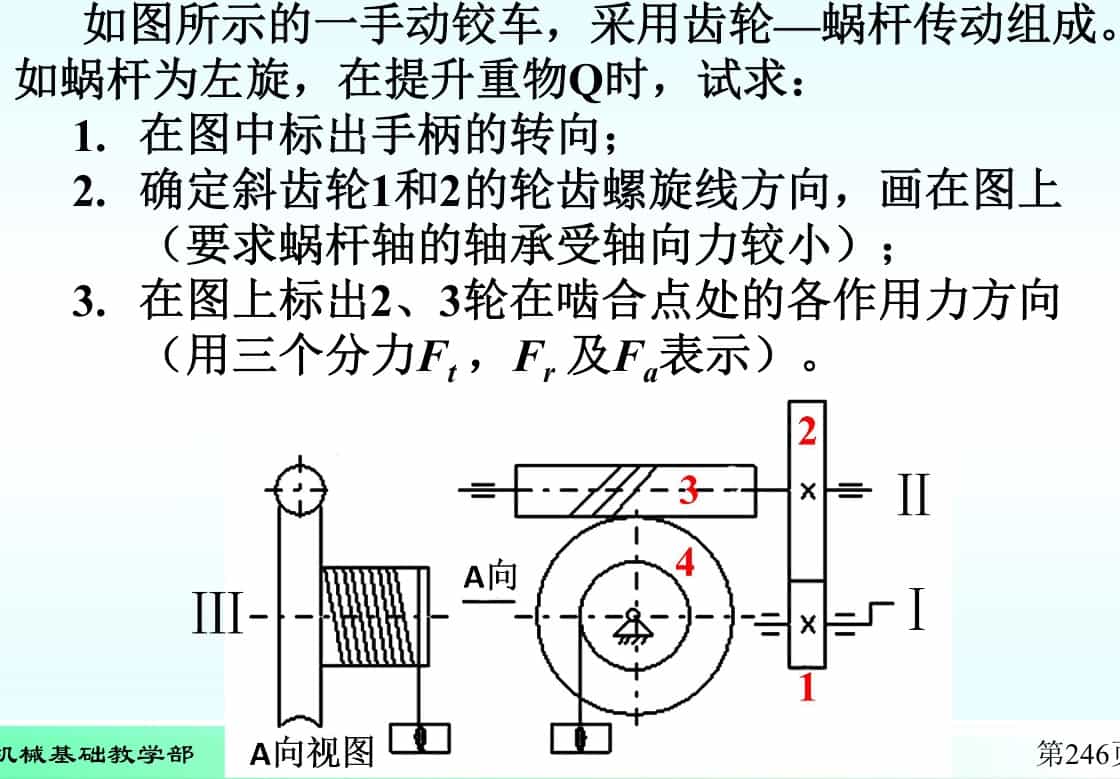 如图所示的一手动铰车，采用齿轮—蜗杆传动组成。
如蜗杆为左旋，在提升重物Q时，试求：
1. 在图中标出手柄的转向；
2. 确定斜齿轮1和2的轮齿螺旋线方向，画在图上
（要求蜗杆轴的轴承受轴向力较小）；
3. 在图上标出2、3轮在啮合点处的各作用力方向
（用三个分力Ft，Fr 及Fa表示）。
2
3
II
4
A向
III
I
1
A向视图
机械基础教学部
第246页